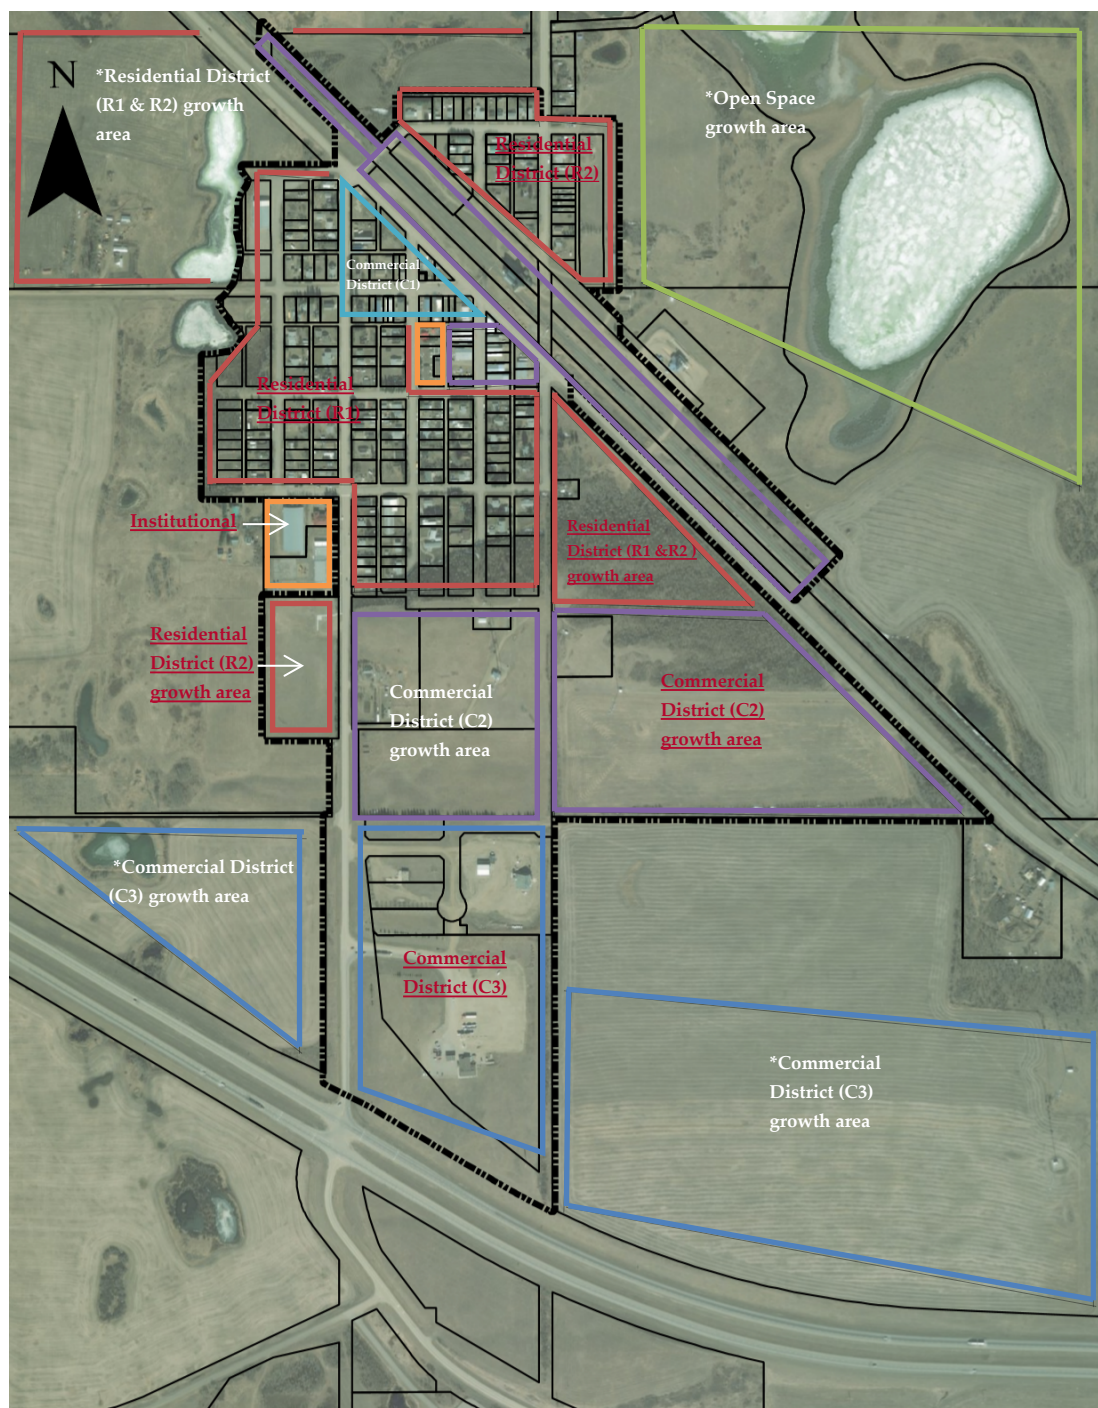 N
*Residential District
(R1 & R2) growth
area
*Open Space
growth area
Residential
District (R2)
Commercial
District (C1)
Residential
District (R1)
Institutional
Residential
District (R1 &R2 )
growth area
Residential
District (R2)
growth area
Commercial
District (C2)
growth area
Commercial
District (C2)
growth area
*Commercial District
(C3) growth area
Commercial
District (C3)
*Commercial
District (C3)
growth area